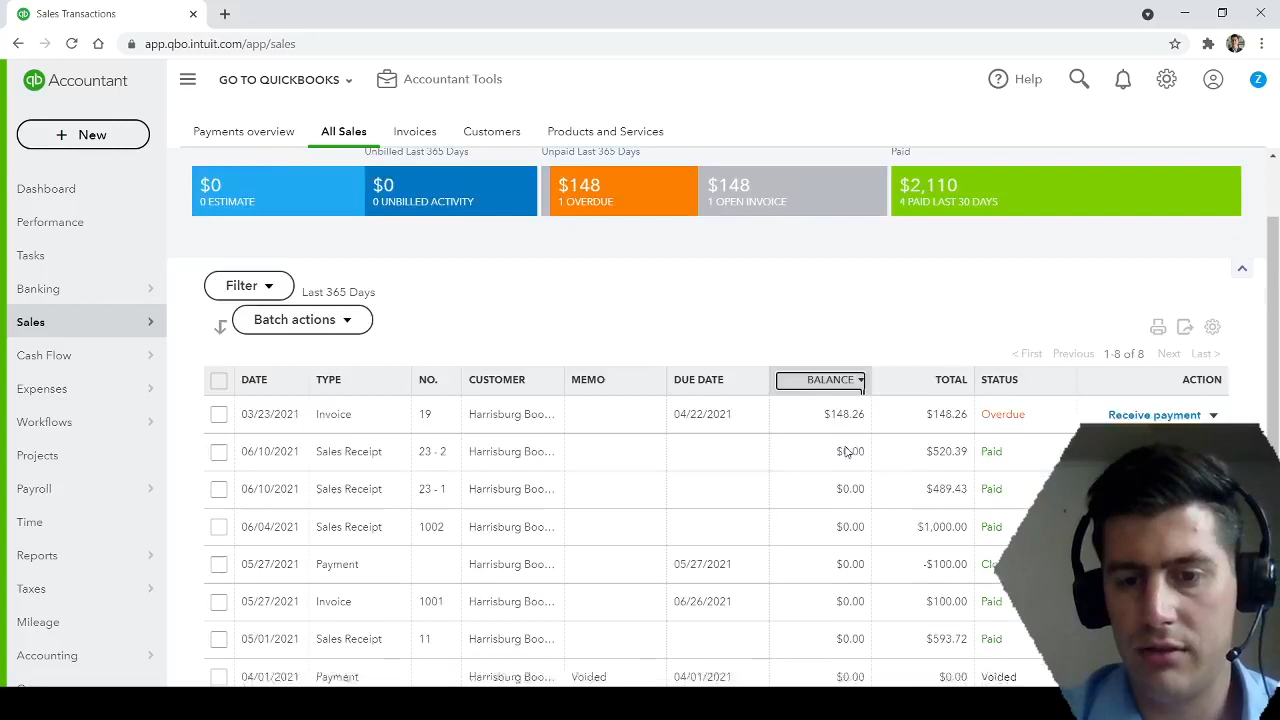 Sales Transactions
app.qbo.intuit.com/app/sales
qb Accountant
GO TO QUICKBOOKS
Accountant Tools
Help
Z
+ New
Payments overview
All Sales
Invoices
Customers
Products and Services
Dashboard
Performance
Tasks
Banking
Sales
Cash Flow
Expenses
Workflows
Projects
Payroll
Time
Reports
Taxes
Mileage
Accounting
Unbilled Last 365 Days
Unpaid Last 365 Days
Paid
$0
0 ESTIMATE
$0
0 UNBILLED ACTIVITY
$148
1 OVERDUE
$148
1 OPEN INVOICE
$2,110
4 PAID LAST 30 DAYS
Filter
Last 365 Days
Batch actions
< First Previous 1-8 of 8 Next Last >
DATE TYPE NO. CUSTOMER MEMO DUE DATE BALANCE TOTAL STATUS ACTION
03/23/2021 Invoice 19 Harrisburg Boo... 04/22/2021 $148.26 $148.26 Overdue Receive payment
06/10/2021 Sales Receipt 23 - 2 Harrisburg Boo... $0.00 $520.39 Paid
06/10/2021 Sales Receipt 23 - 1 Harrisburg Boo... $0.00 $489.43 Paid
06/04/2021 Sales Receipt 1002 Harrisburg Boo... $0.00 $1,000.00 Paid
05/27/2021 Payment Harrisburg Boo... 05/27/2021 $0.00 -$100.00
05/27/2021 Invoice 1001 Harrisburg Boo... 06/26/2021 $0.00 $100.00 Paid
05/01/2021 Sales Receipt 11 Harrisburg Boo... $0.00 $593.72 Paid
04/01/2021 Payment Harrisburg Boo... Voided 04/01/2021 $0.00 $0.00 Voided